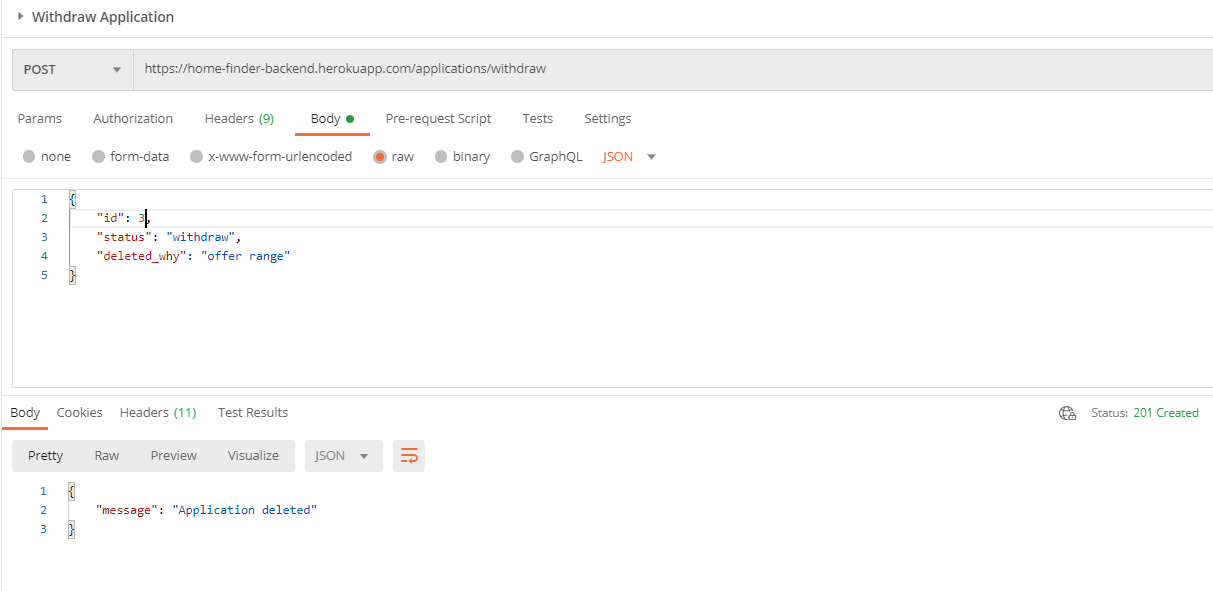 Withdraw Application
POST https://home-finder-backend.herokuapp.com/applications/withdraw
Params Authorization Headers (9) Body Pre-request Script Tests Settings
none form-data x-www-form-urlencoded raw binary GraphQL JSON
1 {
2 "id": 3,
3 "status": "withdraw",
4 "deleted_why": "offer range"
5 }
Body Cookies Headers (11) Test Results Status: 201 Created
Pretty Raw Preview Visualize JSON
1 {
2 "message": "Application deleted"
3 }